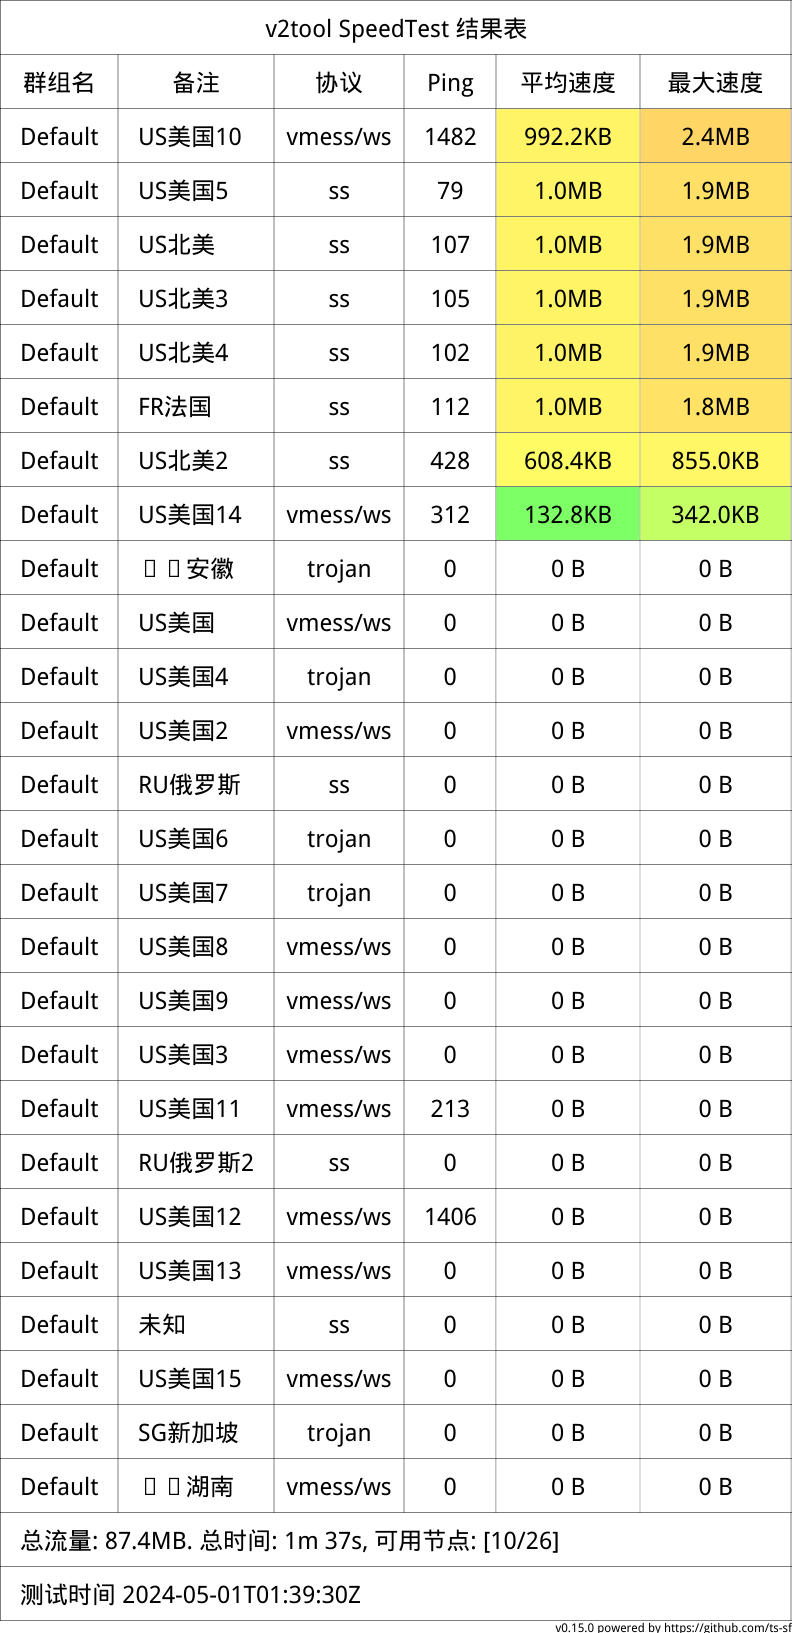 v2tool SpeedTest 结果表
群组名 备注 协议 Ping 平均速度 最大速度
Default US美国10 vmess/ws 1482 992.2KB 2.4MB
Default US美国5 ss 79 1.0MB 1.9MB
Default US北美 ss 107 1.0MB 1.9MB
Default US北美3 ss 105 1.0MB 1.9MB
Default US北美4 ss 102 1.0MB 1.9MB
Default FR法国 ss 112 1.0MB 1.8MB
Default US北美2 ss 428 608.4KB 855.0KB
Default US美国14 vmess/ws 312 132.8KB 342.0KB
Default 安徽 trojan 0 0 B 0 B
Default US美国 vmess/ws 0 0 B 0 B
Default US美国4 trojan 0 0 B 0 B
Default US美国2 vmess/ws 0 0 B 0 B
Default RU俄罗斯 ss 0 0 B 0 B
Default US美国6 trojan 0 0 B 0 B
Default US美国7 trojan 0 0 B 0 B
Default US美国8 vmess/ws 0 0 B 0 B
Default US美国9 vmess/ws 0 0 B 0 B
Default US美国3 vmess/ws 0 0 B 0 B
Default US美国11 vmess/ws 213 0 B 0 B
Default RU俄罗斯2 ss 0 0 B 0 B
Default US美国12 vmess/ws 1406 0 B 0 B
Default US美国13 vmess/ws 0 0 B 0 B
Default 未知 ss 0 0 B 0 B
Default US美国15 vmess/ws 0 0 B 0 B
Default SG新加坡 trojan 0 0 B 0 B
Default 湖南 vmess/ws 0 0 B 0 B
总流量: 87.4MB. 总时间: 1m 37s, 可用节点: [10/26]
测试时间 2024-05-01T01:39:30Z
v0.15.0 powered by https://github.com/ts-sf